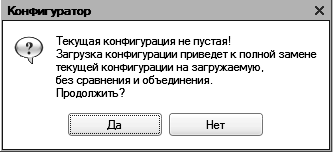 Конфигуратор
Текущая конфигурация не пустая!
Загрузка конфигурации приведет к полной замене
текущей конфигурации на загружаемую,
без сравнения и объединения.
Продолжить?
Да
Нет